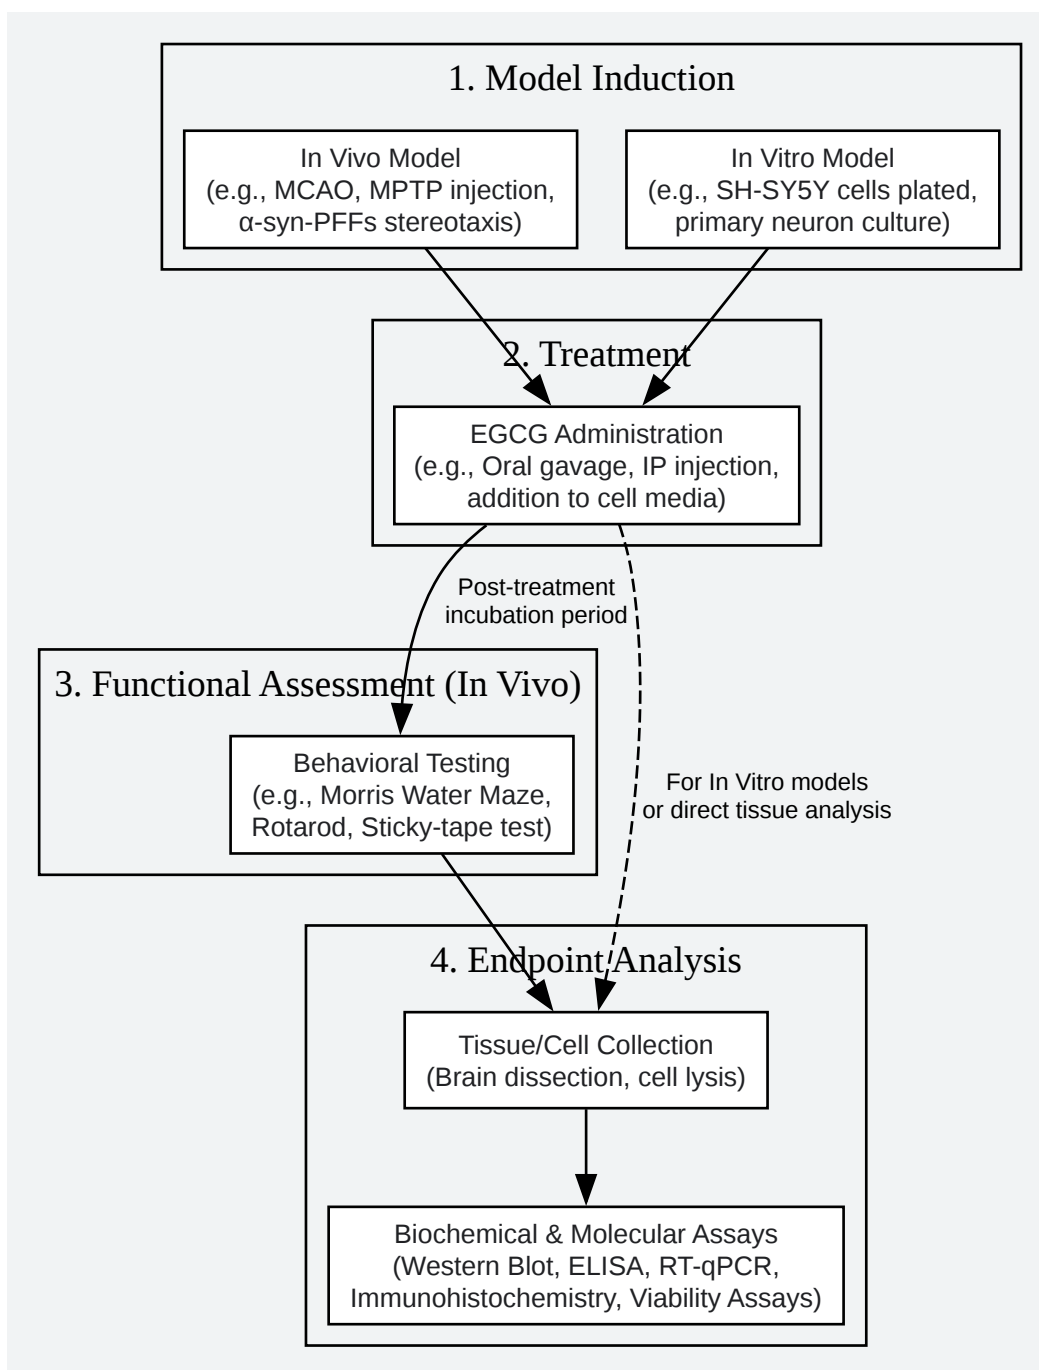 1. Model Induction
In Vivo Model
(e.g., MCAO, MPTP injection,
α-syn-PFFs stereotaxis)
In Vitro Model
(e.g., SH-SY5Y cells plated,
primary neuron culture)
2. Treatment
EGCG Administration
(e.g., Oral gavage, IP injection,
addition to cell media)
Post-treatment
incubation period
3. Functional Assessment (In Vivo)
Behavioral Testing
(e.g., Morris Water Maze,
Rotarod, Sticky-tape test)
For In Vitro models
or direct tissue analysis
4. Endpoint Analysis
Tissue/Cell Collection
(Brain dissection, cell lysis)
Biochemical & Molecular Assays
(Western Blot, ELISA, RT-qPCR,
Immunohistochemistry, Viability Assays)